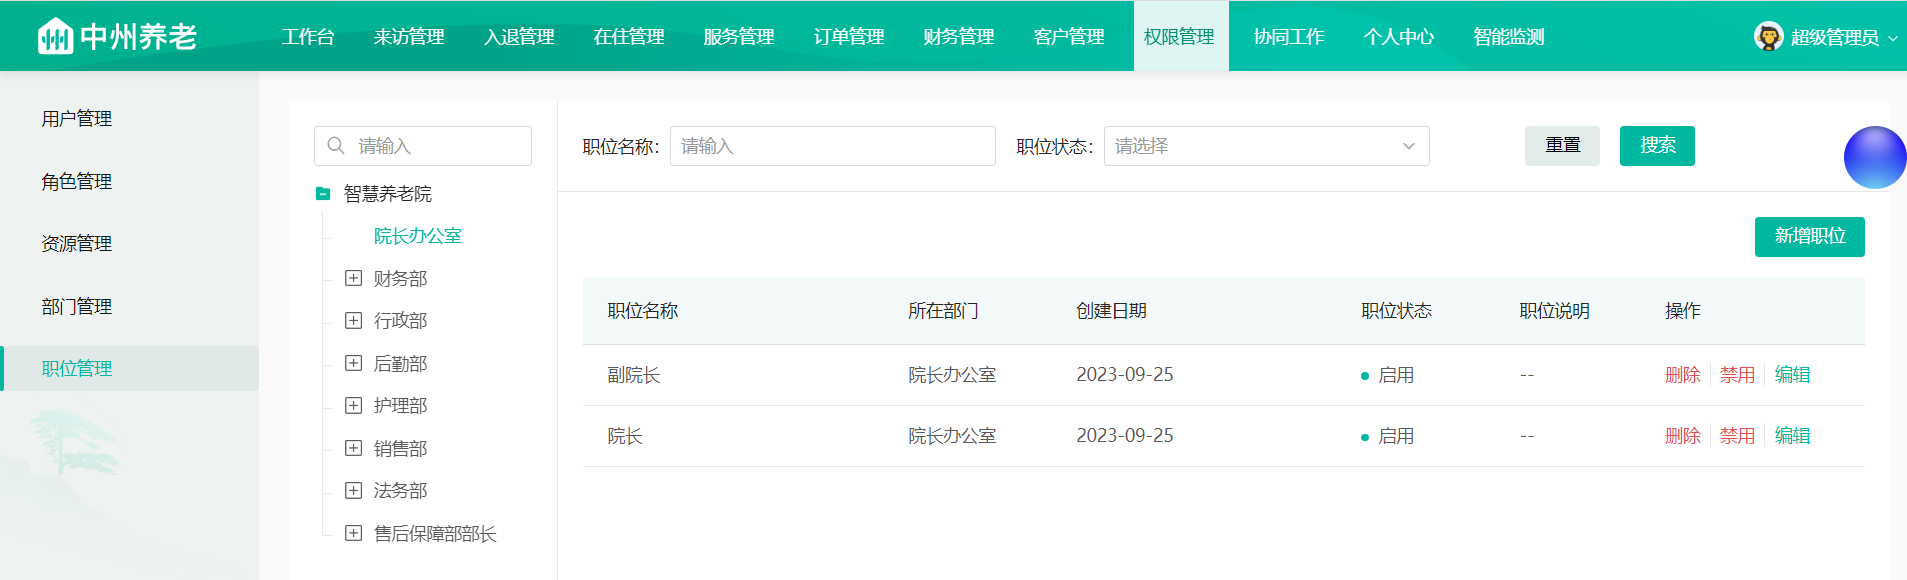 中州养老
工作台 来访管理 入退管理 在住管理 服务管理 订单管理 财务管理 客户管理 权限管理 协同工作 个人中心 智能监测 超级管理员
用户管理
角色管理
资源管理
部门管理
职位管理
请输入
智慧养老院
院长办公室
财务部
行政部
后勤部
护理部
销售部
法务部
售后保障部部长
职位名称： 请输入 职位状态： 请选择 重置 搜索
新增职位
职位名称 所在部门 创建日期 职位状态 职位说明 操作
副院长 院长办公室 2023-09-25 启用 -- 删除 禁用 编辑
院长 院长办公室 2023-09-25 启用 -- 删除 禁用 编辑